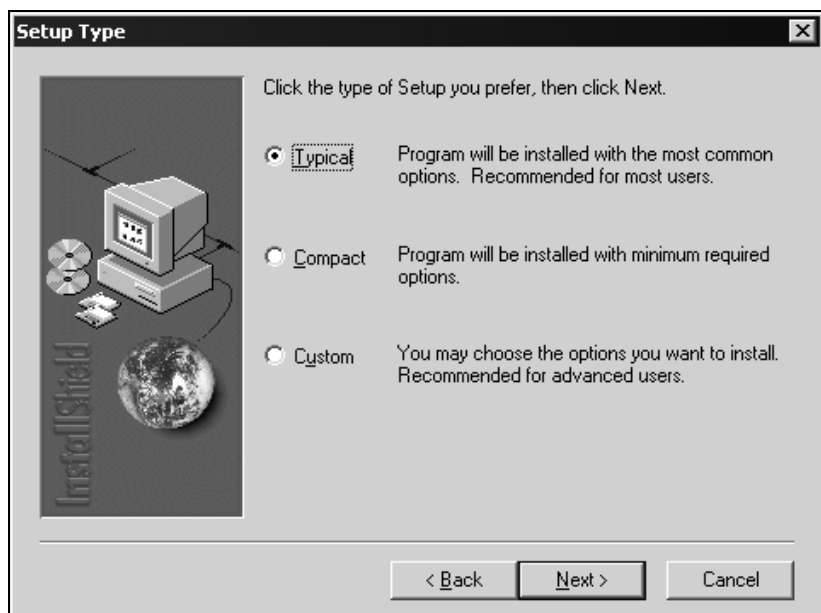 Setup Type
Click the type of Setup you prefer, then click Next.
Typical
Program will be installed with the most common
options. Recommended for most users.
Compact
Program will be installed with minimum required
options.
Custom
You may choose the options you want to install.
Recommended for advanced users.
InstallShield
< Back
Next >
Cancel